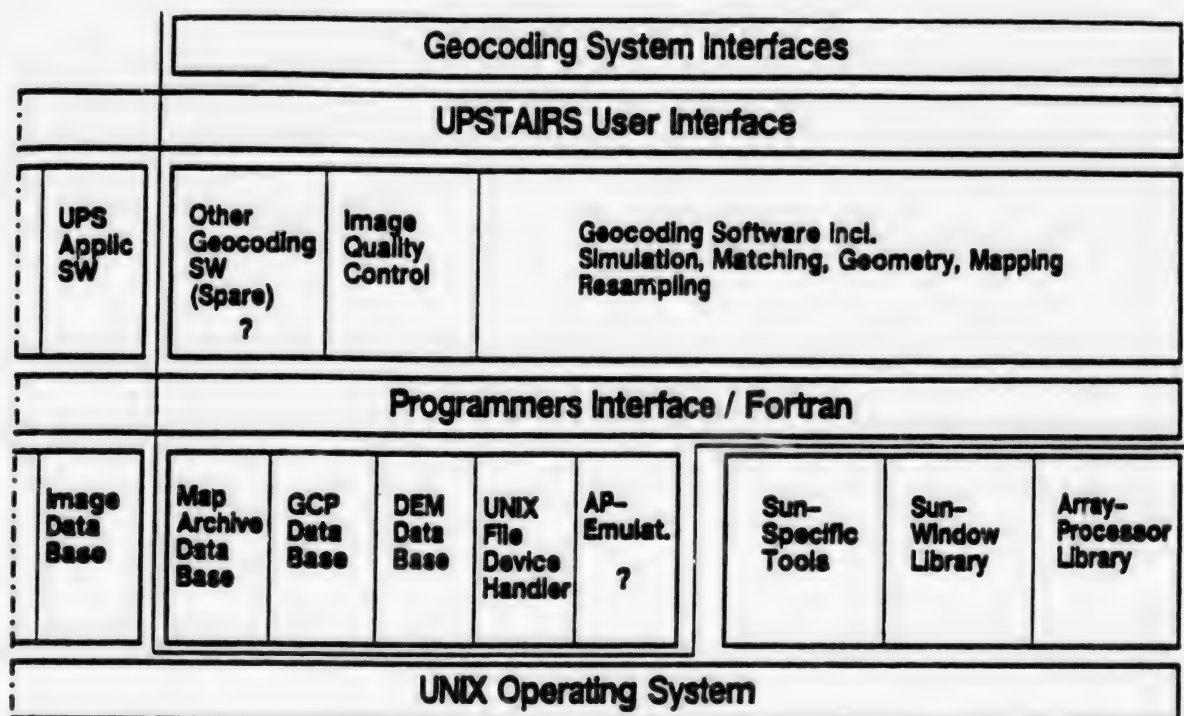 Geocoding System Interfaces
UPSTAIRS User Interface
UPS
Applic
SW
Other
Geocoding
SW
(Spare)
?
Image
Quality
Control
Geocoding Software Incl.
Simulation, Matching, Geometry, Mapping
Resampling
Programmers Interface / Fortran
Image
Data
Base
Map
Archive
Data
Base
GCP
Data
Base
DEM
Data
Base
UNIX
File
Device
Handler
AP-
Emulat.
?
Sun-
Specific
Tools
Sun-
Window
Library
Array-
Processor
Library
UNIX Operating System